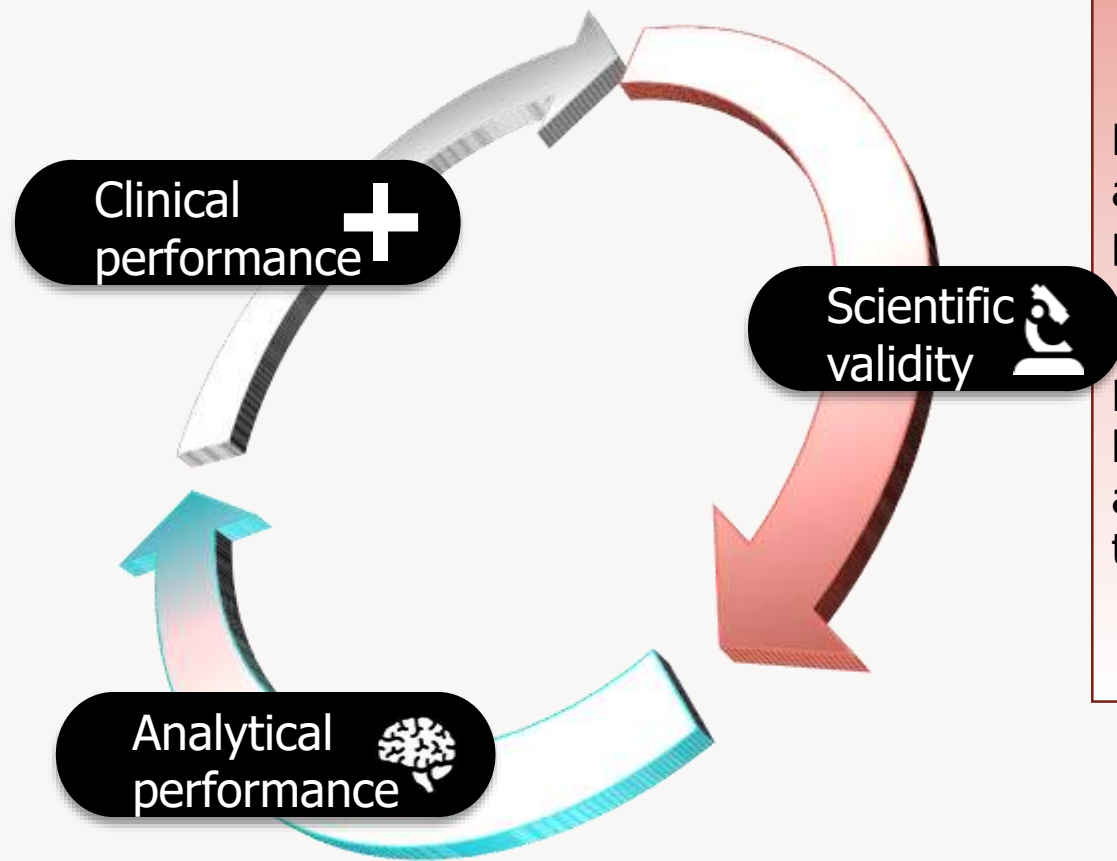 Clinical
performance
Scientific
validity
Analytical
performance